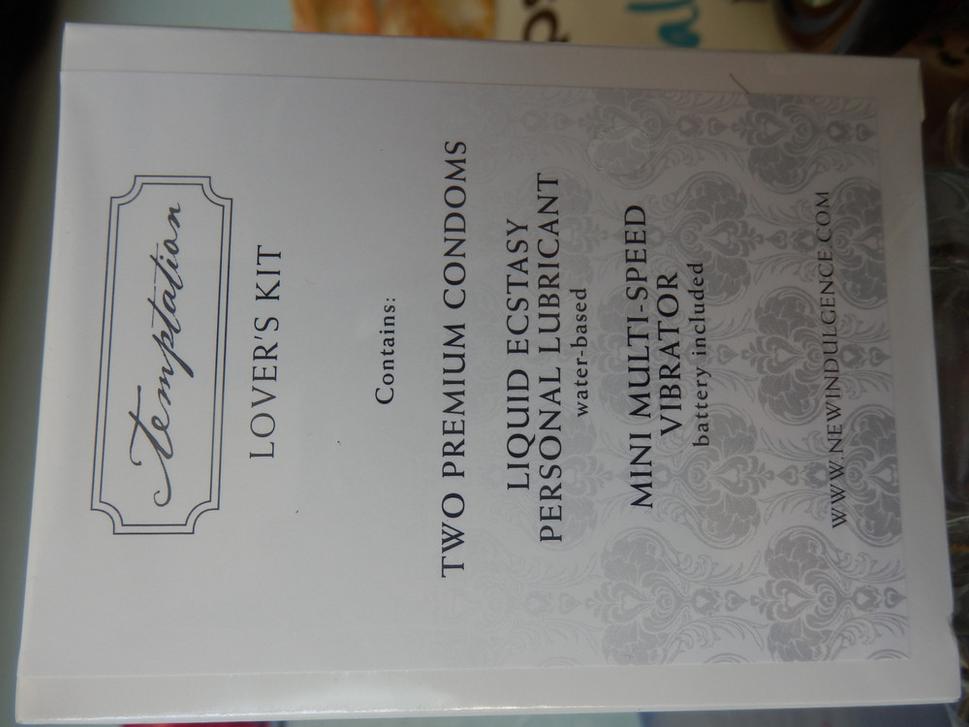 Temptation
LOVER'S KIT
Contains:
TWO PREMIUM CONDOMS
LIQUID ECSTASY
PERSONAL LUBRICANT
water-based
MINI MULTI-SPEED
VIBRATOR
battery included
WWW.NEWINDULGENCE.COM